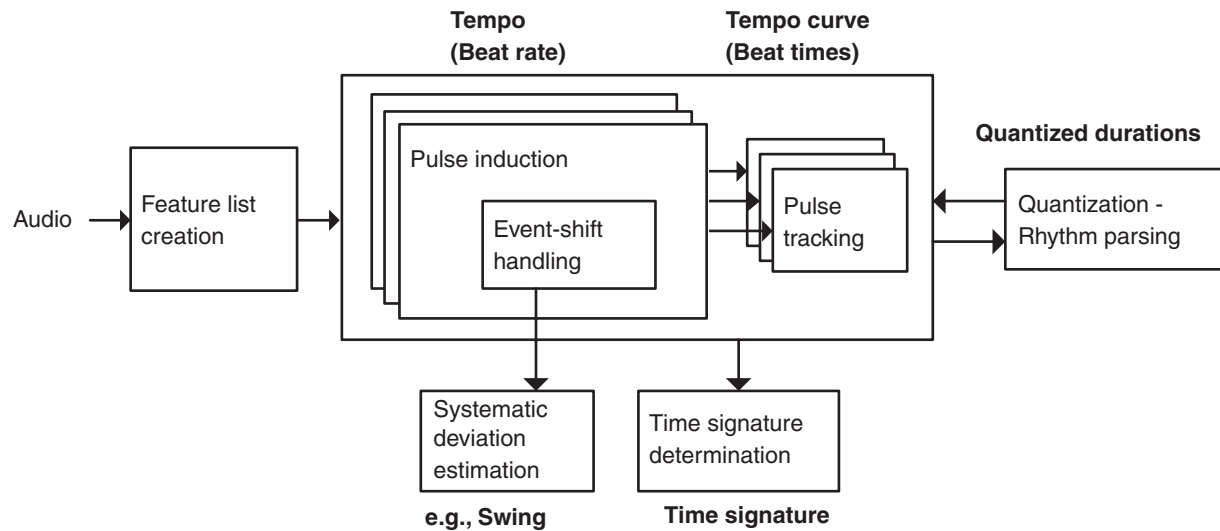 Tempo
(Beat rate)
Tempo curve
(Beat times)
Quantized durations
Audio
Feature list
creation
Pulse induction
Event-shift
handling
Pulse
tracking
Quantization -
Rhythm parsing
Systematic
deviation
estimation
e.g., Swing
Time signature
determination
Time signature